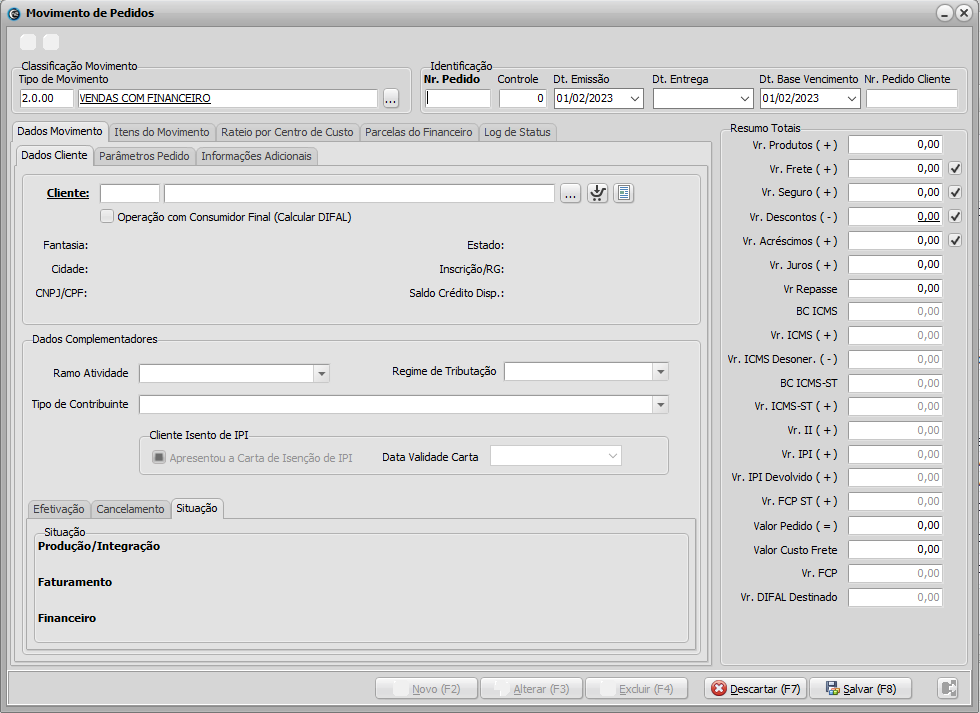 Movimento de Pedidos
Classificação Movimento
Tipo de Movimento
2.0.00 VENDAS COM FINANCEIRO ...
Identificação
Nr. Pedido Controle Dt. Emissão Dt. Entrega Dt. Base Vencimento Nr. Pedido Cliente
0 01/02/2023 01/02/2023
Dados Movimento Itens do Movimento Rateio por Centro de Custo Parcelas do Financeiro Log de Status
Dados Cliente Parâmetros Pedido Informações Adicionais
Cliente: ...
Operação com Consumidor Final (Calcular DIFAL)
Fantasia: Estado:
Cidade: Inscrição/RG:
CNPJ/CPF: Saldo Crédito Disp.:
Dados Complementadores
Ramo Atividade Regime de Tributação
Tipo de Contribuinte
Cliente Isento de IPI
Apresentou a Carta de Isenção de IPI Data Validade Carta
Efetivação Cancelamento Situação
Situação
Produção/Integração
Faturamento
Financeiro
Resumo Totais
Vr. Produtos ( + ) 0,00
Vr. Frete ( + ) 0,00
Vr. Seguro ( + ) 0,00
Vr. Descontos ( - ) 0,00
Vr. Acréscimos ( + ) 0,00
Vr. Juros ( + ) 0,00
Vr Repasse 0,00
BC ICMS 0,00
Vr. ICMS ( + ) 0,00
Vr. ICMS Desoner. ( - ) 0,00
BC ICMS-ST 0,00
Vr. ICMS-ST ( + ) 0,00
Vr. II ( + ) 0,00
Vr. IPI ( + ) 0,00
Vr. IPI Devolvido ( + ) 0,00
Vr. FCP ST ( + ) 0,00
Valor Pedido ( = ) 0,00
Valor Custo Frete 0,00
Vr. FCP 0,00
Vr. DIFAL Destinado 0,00
Novo (F2) Alterar (F3) Excluir (F4) Descartar (F7) Salvar (F8)